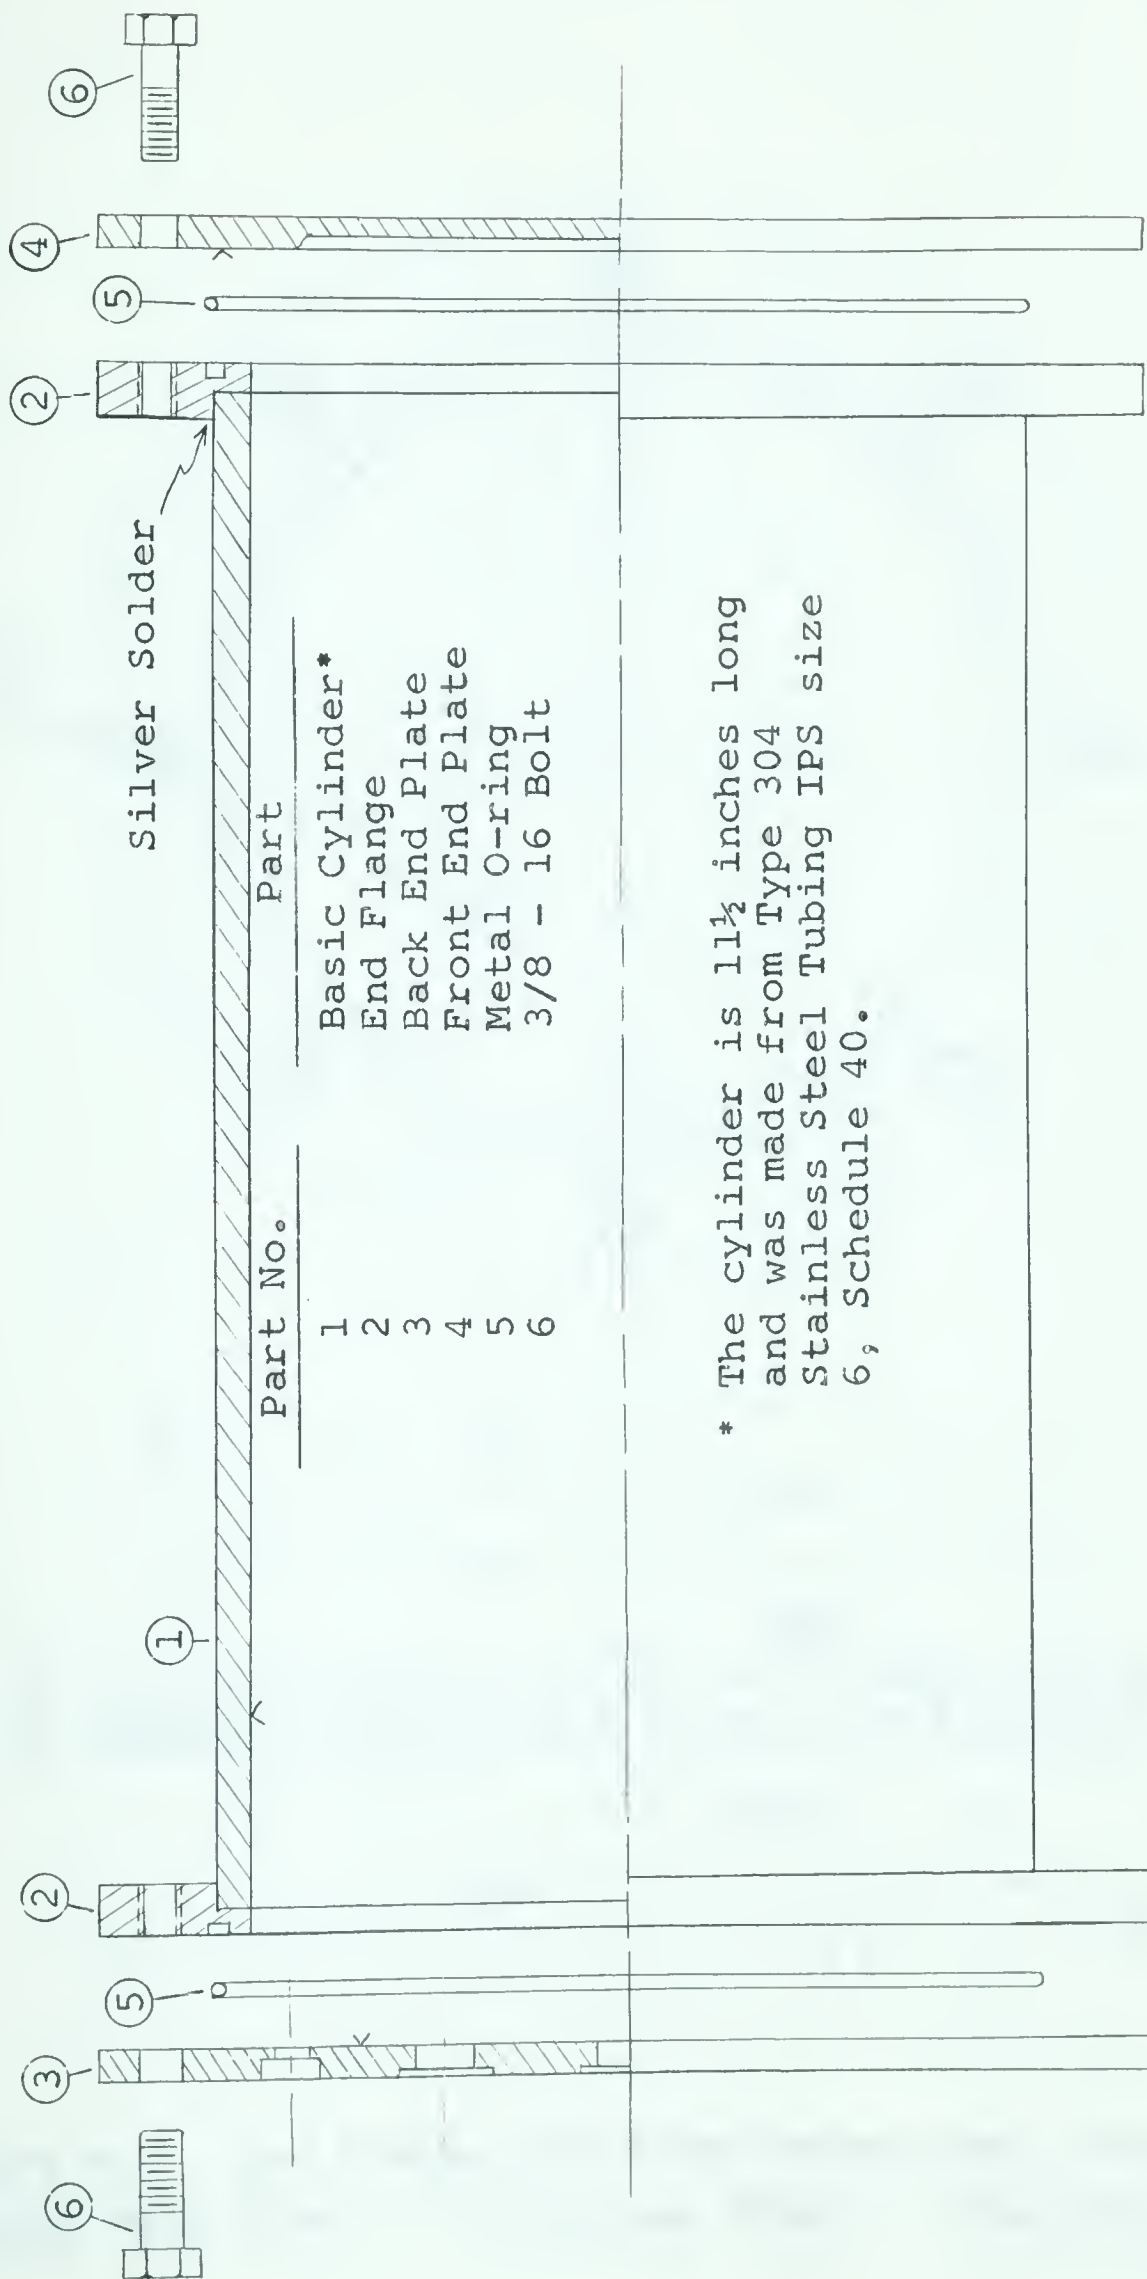 6
4
5
2
Silver Solder
1
2
5
3
6
Part No. Part
1 Basic Cylinder*
2 End Flange
3 Back End Plate
4 Front End Plate
5 Metal O-ring
6 3/8 - 16 Bolt
* The cylinder is 11½ inches long
and was made from Type 304
Stainless Steel Tubing IPS size
6, Schedule 40.